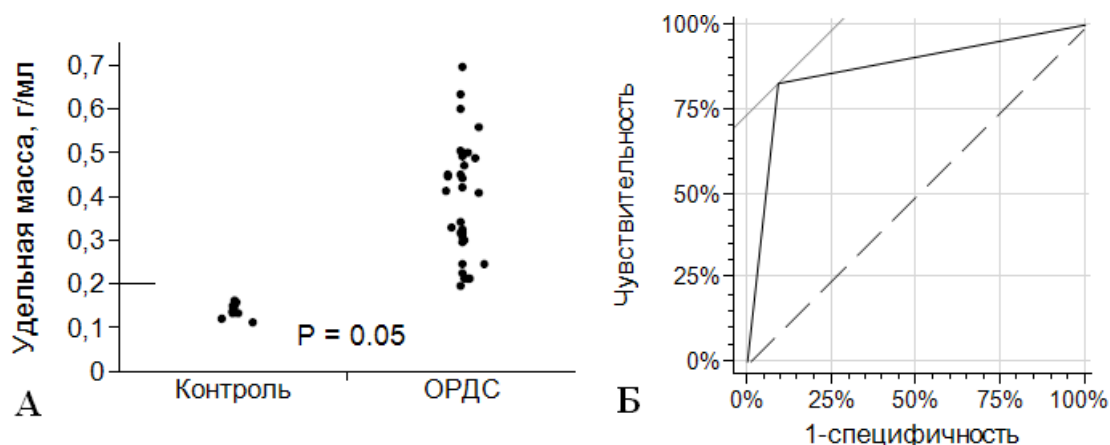 Удельная масса, г/мл
0,7
0,6
0,5
0,4
0,3
0,2
0,1
0
P = 0.05
Контроль
ОРДС
А
Чувствительность
100%
75%
50%
25%
0%
0%
25%
50%
75%
100%
1-специфичность
Б